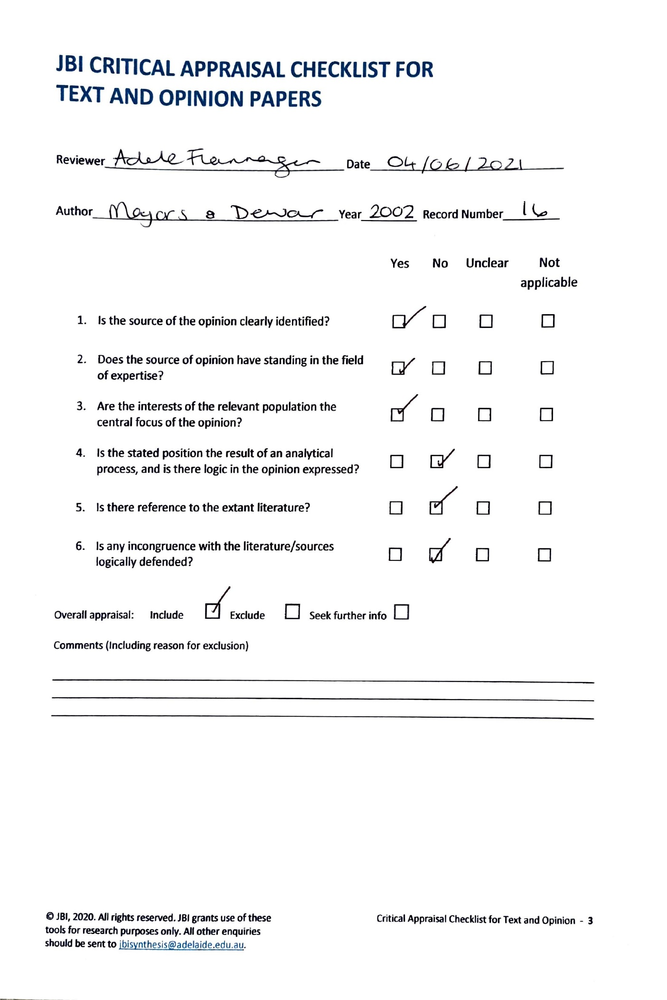 JBI CRITICAL APPRAISAL CHECKLIST FOR
TEXT AND OPINION PAPERS
Reviewer Adele Flannagan Date 04/06/2021
Author Mayors & Dewar Year 2002 Record Number 16
Yes No Unclear Not
applicable
1. Is the source of the opinion clearly identified?
2. Does the source of opinion have standing in the field
of expertise?
3. Are the interests of the relevant population the
central focus of the opinion?
4. Is the stated position the result of an analytical
process, and is there logic in the opinion expressed?
5. Is there reference to the extant literature?
6. Is any incongruence with the literature/sources
logically defended?
Overall appraisal: Include Exclude Seek further info
Comments (Including reason for exclusion)
© JBI, 2020. All rights reserved. JBI grants use of these
tools for research purposes only. All other enquiries
should be sent to jbisynthesis@adelaide.edu.au.
Critical Appraisal Checklist for Text and Opinion - 3